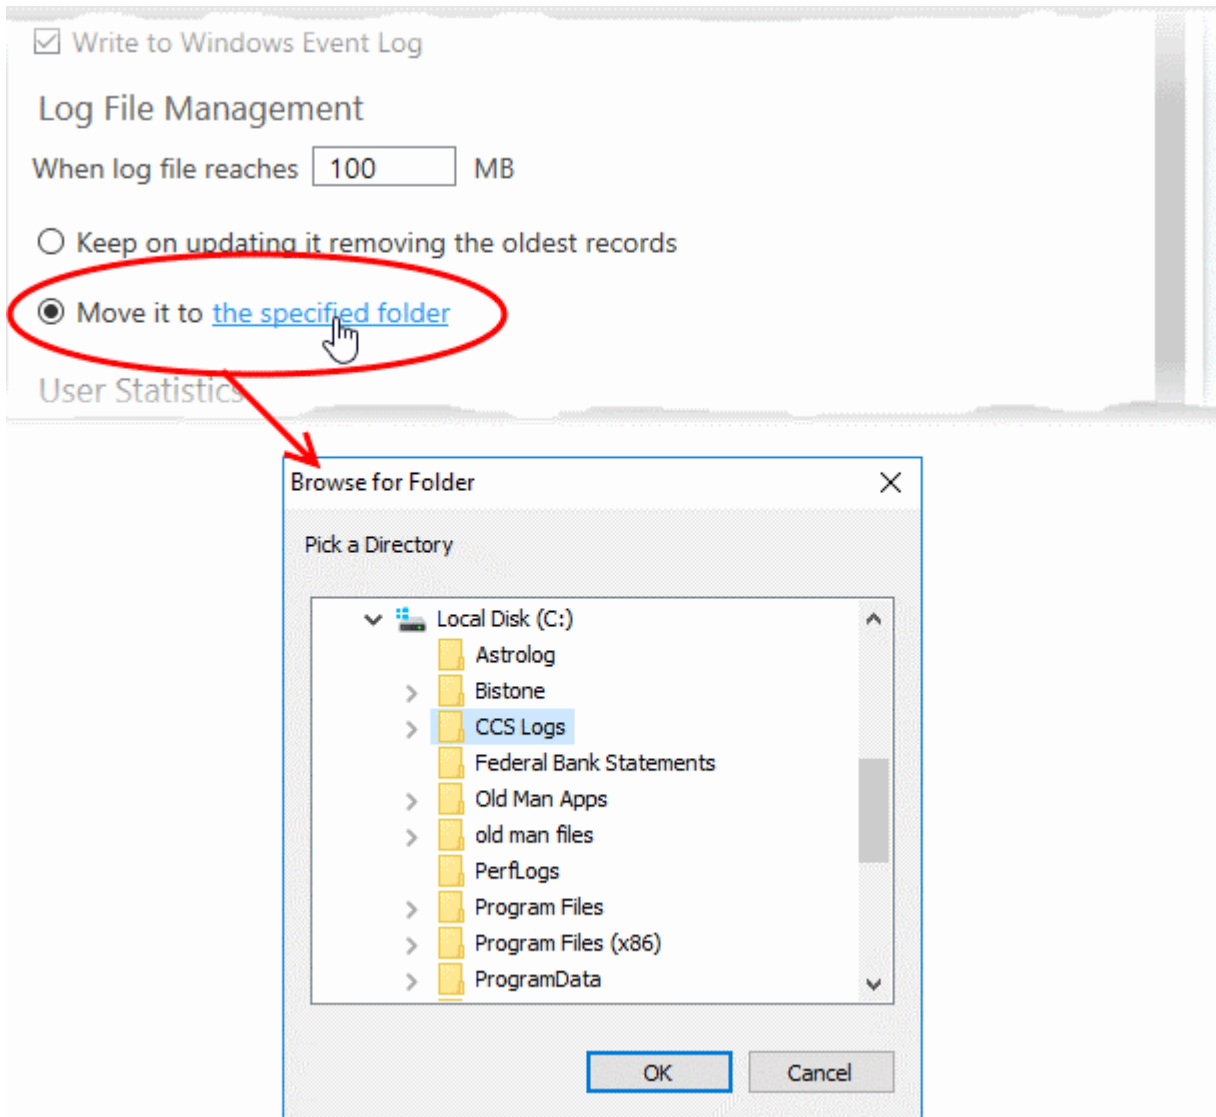 Write to Windows Event Log
Log File Management
When log file reaches 100 MB
Keep on updating it removing the oldest records
Move it to the specified folder
User Statistics
Browse for Folder
Pick a Directory
Local Disk (C:)
Astrolog
Bistone
CCS Logs
Federal Bank Statements
Old Man Apps
old man files
PerfLogs
Program Files
Program Files (x86)
ProgramData
OK Cancel